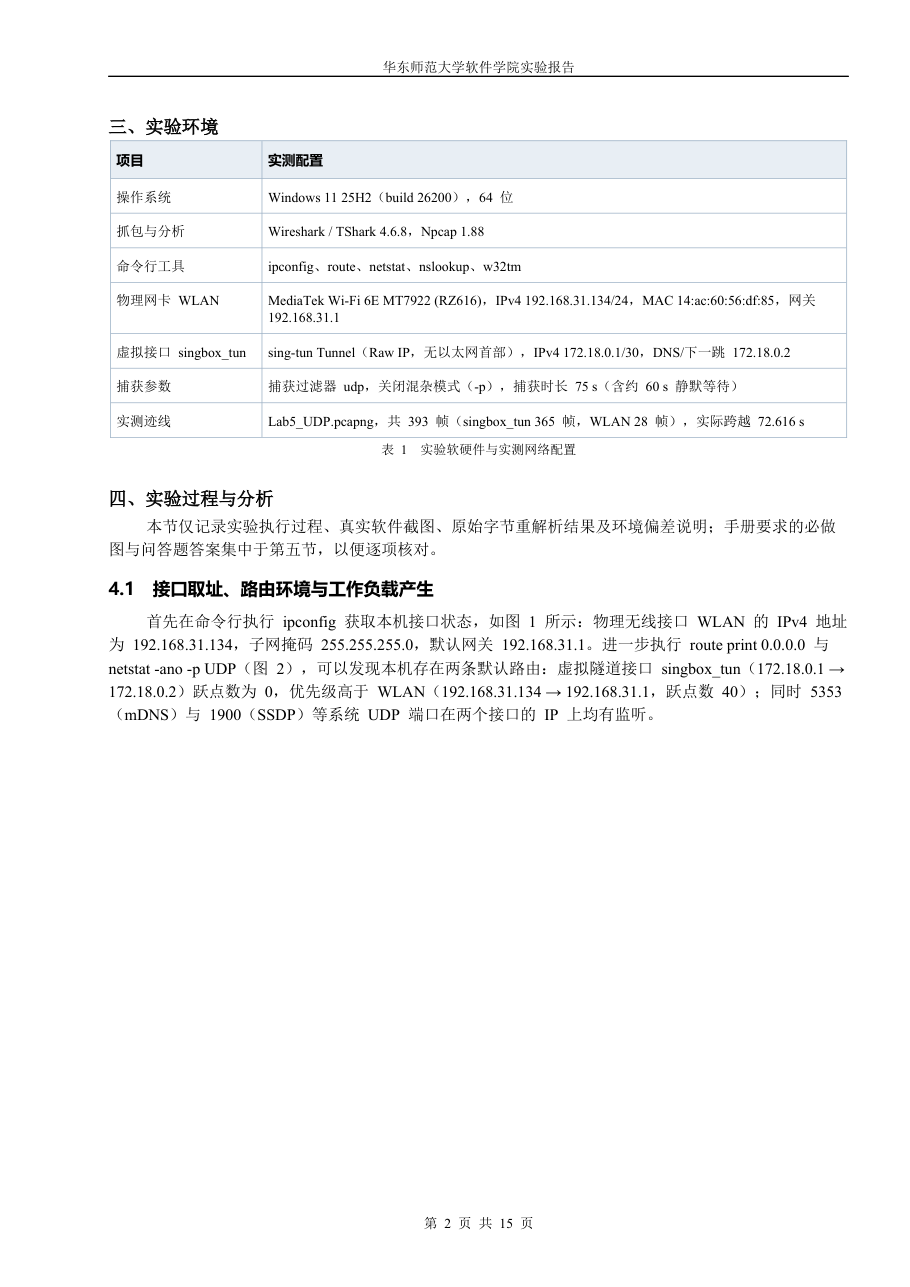 华东师范大学软件学院实验报告
三、实验环境
项目 实测配置
操作系统 Windows 11 25H2（build 26200），64 位
抓包与分析 Wireshark / TShark 4.6.8，Npcap 1.88
命令行工具 ipconfig、route、netstat、nslookup、w32tm
物理网卡 WLAN MediaTek Wi-Fi 6E MT7922 (RZ616)，IPv4 192.168.31.134/24，MAC 14:ac:60:56:df:85，网关
192.168.31.1
虚拟接口 singbox_tun sing-tun Tunnel（Raw IP，无以太网首部），IPv4 172.18.0.1/30，DNS/下一跳 172.18.0.2
捕获参数 捕获过滤器 udp，关闭混杂模式（-p），捕获时长 75 s（含约 60 s 静默等待）
实测迹线 Lab5_UDP.pcapng，共 393 帧（singbox_tun 365 帧，WLAN 28 帧），实际跨越 72.616 s
表 1 实验软硬件与实测网络配置
四、实验过程与分析
本节仅记录实验执行过程、真实软件截图、原始字节重解析结果及环境偏差说明；手册要求的必做
图与问答题答案集中于第五节，以便逐项核对。
4.1 接口取址、路由环境与工作负载产生
首先在命令行执行 ipconfig 获取本机接口状态，如图 1 所示：物理无线接口 WLAN 的 IPv4 地址
为 192.168.31.134，子网掩码 255.255.255.0，默认网关 192.168.31.1。进一步执行 route print 0.0.0.0 与
netstat -ano -p UDP（图 2），可以发现本机存在两条默认路由：虚拟隧道接口 singbox_tun（172.18.0.1 →
172.18.0.2）跃点数为 0，优先级高于 WLAN（192.168.31.134 → 192.168.31.1，跃点数 40）；同时 5353
（mDNS）与 1900（SSDP）等系统 UDP 端口在两个接口的 IP 上均有监听。
第 2 页 共 15 页